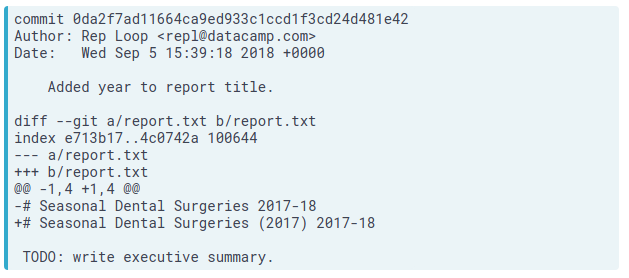 commit 0da2f7ad11664ca9ed933c1ccd1f3cd24d481e42
Author: Rep Loop <repl@datacamp.com>
Date:   Wed Sep 5 15:39:18 2018 +0000

    Added year to report title.

diff --git a/report.txt b/report.txt
index e713b17..4c0742a 100644
--- a/report.txt
+++ b/report.txt
@@ -1,4 +1,4 @@
-# Seasonal Dental Surgeries 2017-18
+# Seasonal Dental Surgeries (2017) 2017-18

 TODO: write executive summary.